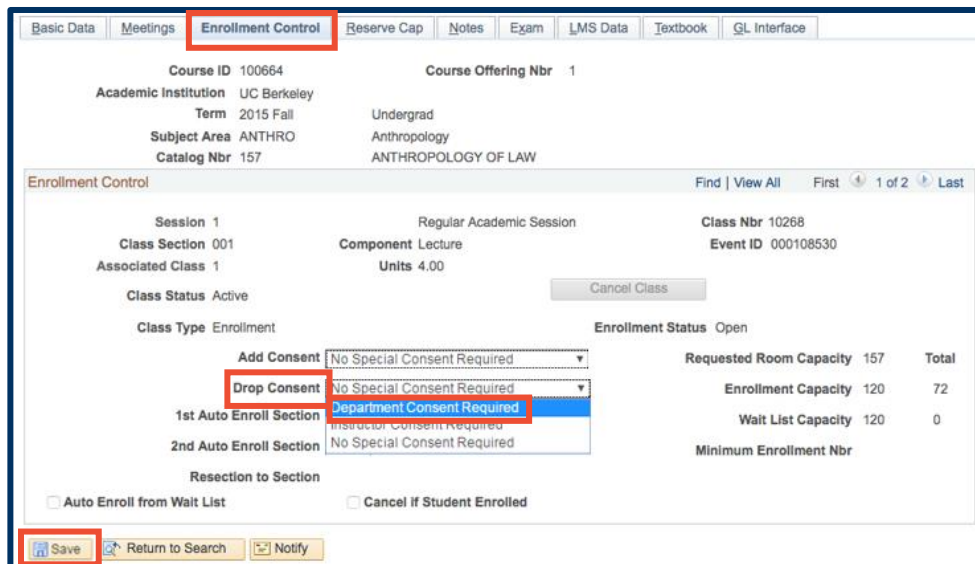 Basic Data Meetings Enrollment Control Reserve Cap Notes Exam LMS Data Textbook GL Interface
Course ID 100664 Course Offering Nbr 1
Academic Institution UC Berkeley
Term 2015 Fall Undergrad
Subject Area ANTHRO Anthropology
Catalog Nbr 157 ANTHROPOLOGY OF LAW
Enrollment Control Find | View All First 1 of 2 Last
Session 1 Regular Academic Session Class Nbr 10268
Class Section 001 Component Lecture Event ID 000108530
Associated Class 1 Units 4.00
Class Status Active Cancel Class
Class Type Enrollment Enrollment Status Open
Add Consent No Special Consent Required Requested Room Capacity 157 Total
Drop Consent No Special Consent Required Enrollment Capacity 120 72
Department Consent Required
1st Auto Enroll Section Instructor Consent Required Wait List Capacity 120 0
2nd Auto Enroll Section No Special Consent Required Minimum Enrollment Nbr
Resection to Section
Auto Enroll from Wait List Cancel if Student Enrolled
Save Return to Search Notify